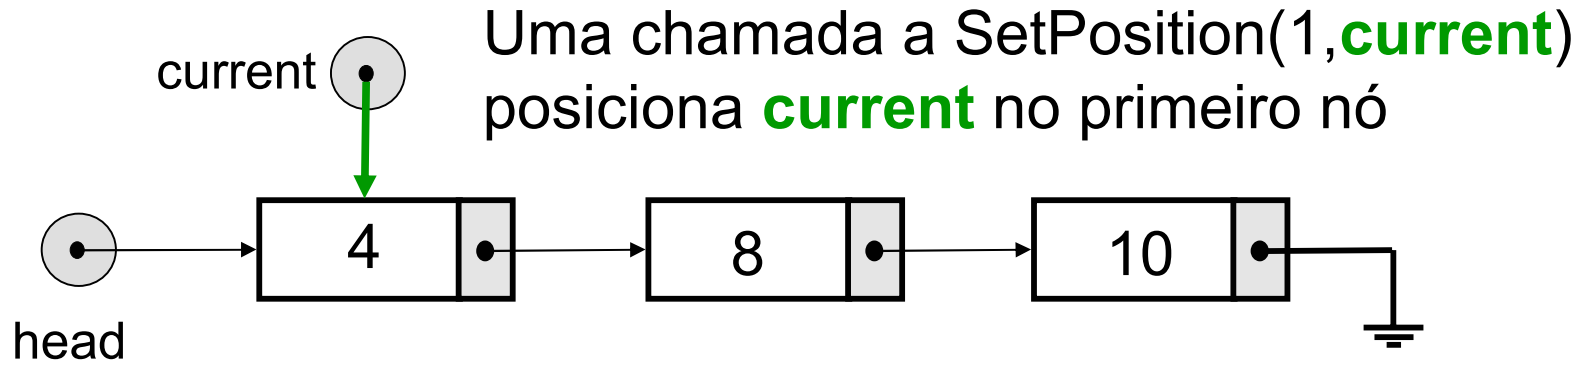 Uma chamada a SetPosition(1,current)
posiciona current no primeiro nó
current
4
8
10
head